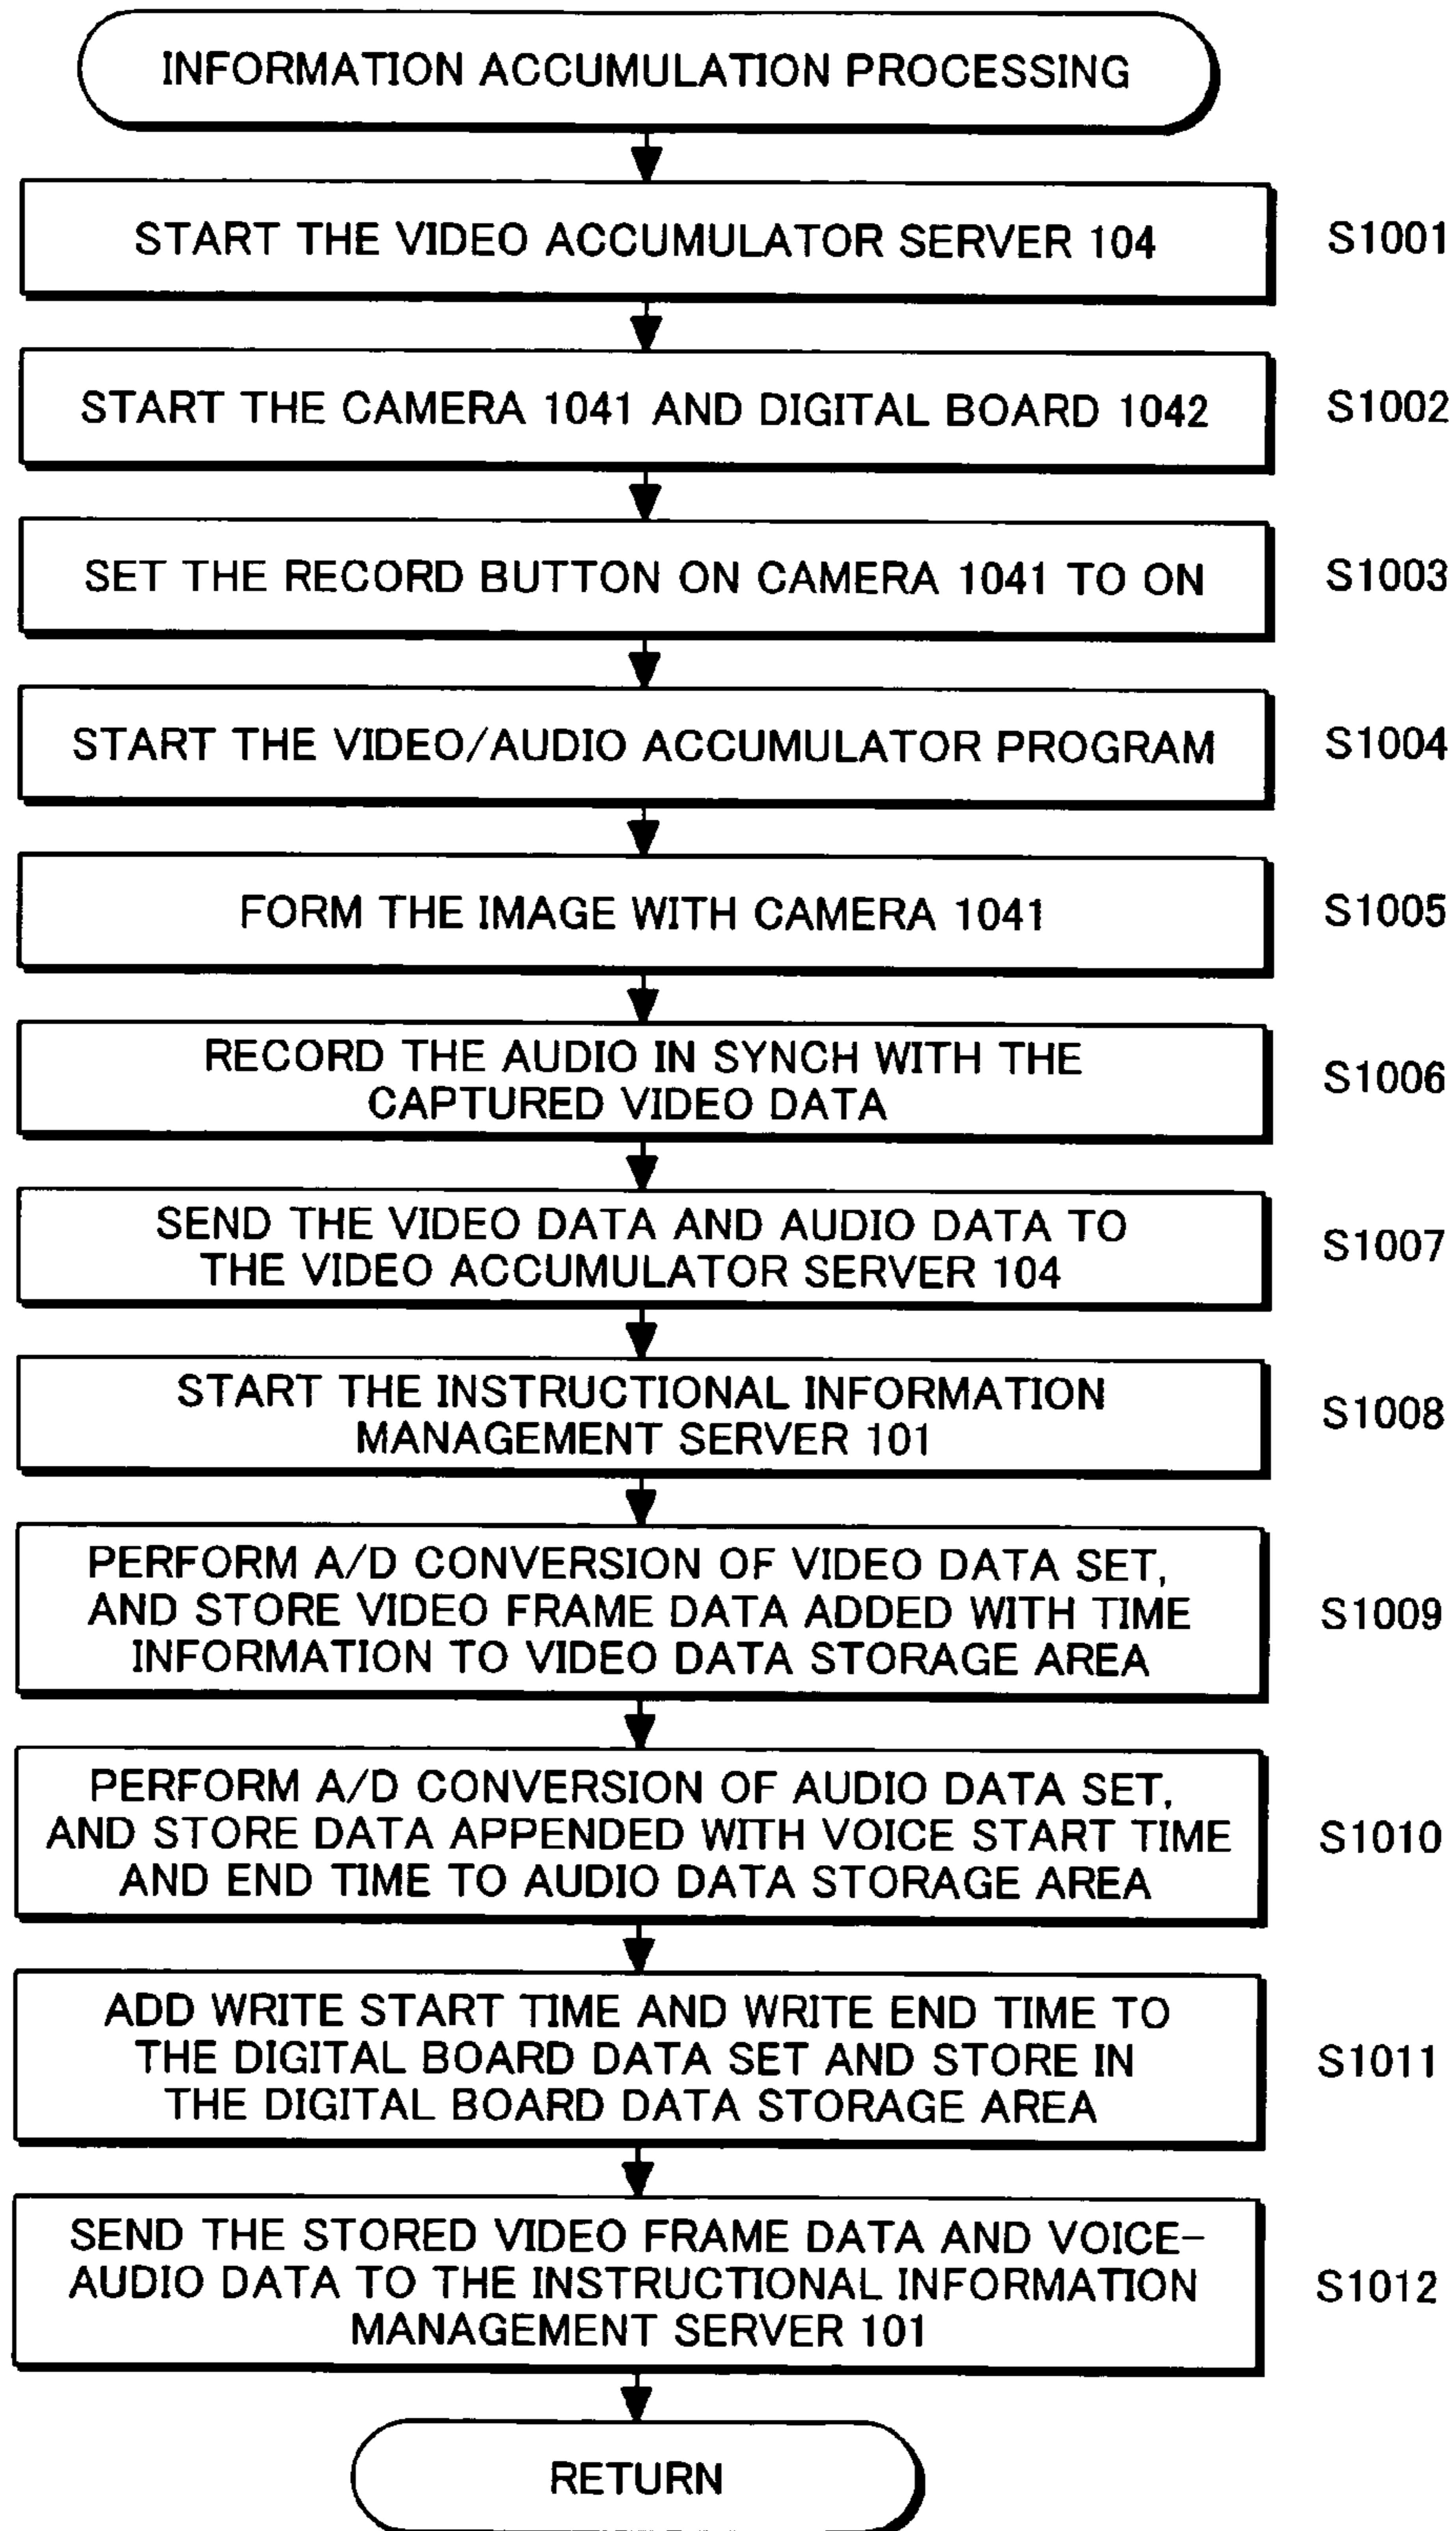 INFORMATION ACCUMULATION PROCESSING
START THE VIDEO ACCUMULATOR SERVER 104
S1001
START THE CAMERA 1041 AND DIGITAL BOARD 1042
S1002
SET THE RECORD BUTTON ON CAMERA 1041 TO ON
S1003
START THE VIDEO/AUDIO ACCUMULATOR PROGRAM
S1004
FORM THE IMAGE WITH CAMERA 1041
S1005
RECORD THE AUDIO IN SYNCH WITH THE
CAPTURED VIDEO DATA
S1006
SEND THE VIDEO DATA AND AUDIO DATA TO
THE VIDEO ACCUMULATOR SERVER 104
S1007
START THE INSTRUCTIONAL INFORMATION
MANAGEMENT SERVER 101
S1008
PERFORM A/D CONVERSION OF VIDEO DATA SET,
AND STORE VIDEO FRAME DATA ADDED WITH TIME
INFORMATION TO VIDEO DATA STORAGE AREA
S1009
PERFORM A/D CONVERSION OF AUDIO DATA SET,
AND STORE DATA APPENDED WITH VOICE START TIME
AND END TIME TO AUDIO DATA STORAGE AREA
S1010
ADD WRITE START TIME AND WRITE END TIME TO
THE DIGITAL BOARD DATA SET AND STORE IN
THE DIGITAL BOARD DATA STORAGE AREA
S1011
SEND THE STORED VIDEO FRAME DATA AND VOICE-
AUDIO DATA TO THE INSTRUCTIONAL INFORMATION
MANAGEMENT SERVER 101
S1012
RETURN